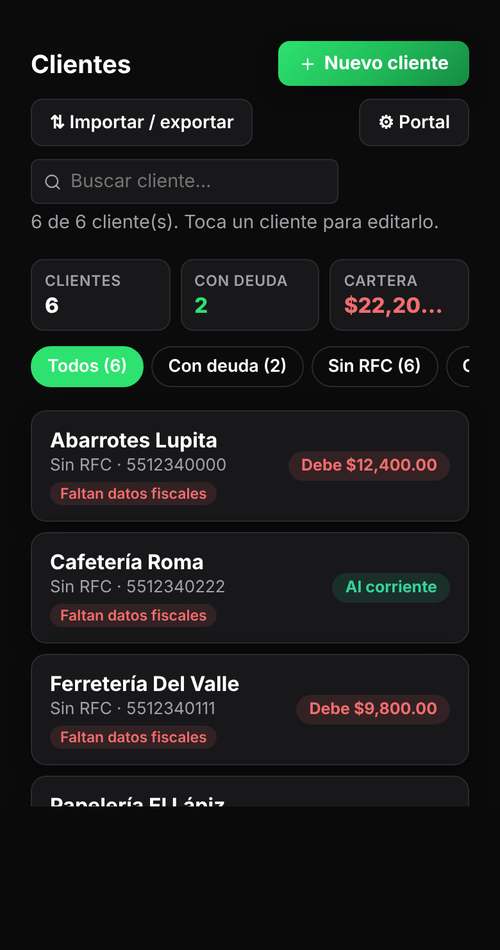 Clientes
+ Nuevo cliente
⇅ Importar / exportar
⚙ Portal
Buscar cliente...
6 de 6 cliente(s). Toca un cliente para editarlo.
CLIENTES
6
CON DEUDA
2
CARTERA
$22,20...
Todos (6)
Con deuda (2)
Sin RFC (6)
Abarrotes Lupita
Sin RFC · 5512340000
Faltan datos fiscales
Debe $12,400.00
Cafetería Roma
Sin RFC · 5512340222
Faltan datos fiscales
Al corriente
Ferretería Del Valle
Sin RFC · 5512340111
Faltan datos fiscales
Debe $9,800.00
Papelería El Lápiz